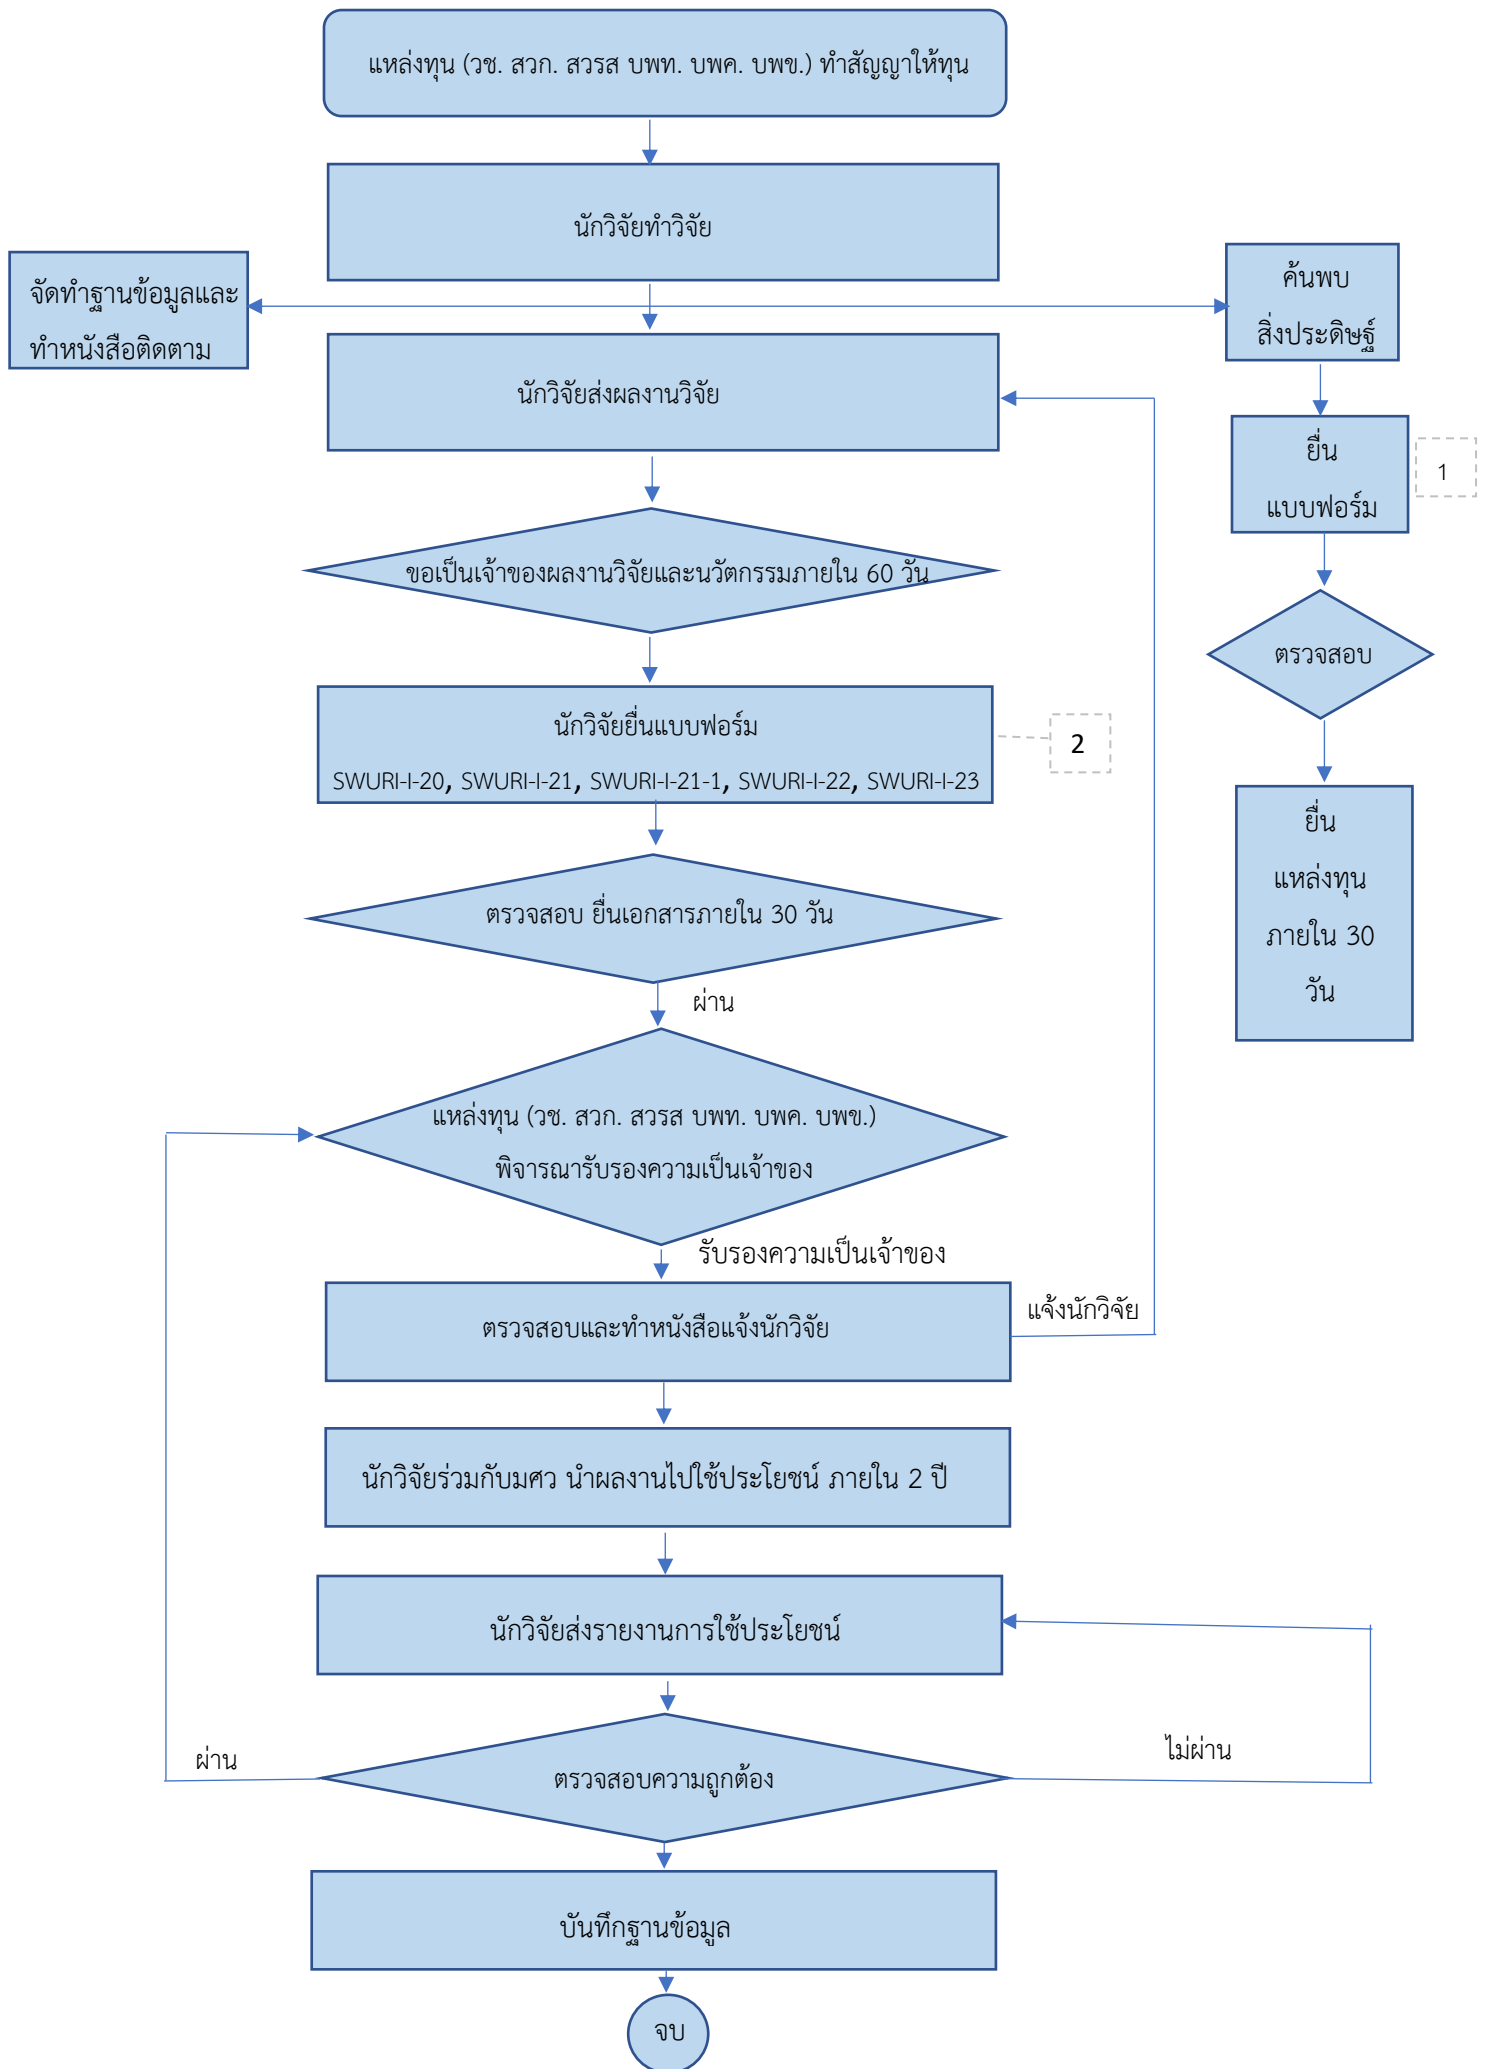 แหล่งทุน (วช. สวก. สวรส บพท. บพค. บพข.) ทำสัญญาให้ทุน
นักวิจัยทำวิจัย
จัดทำฐานข้อมูลและ
ทำหนังสือติดตาม
ค้นพบ
สิ่งประดิษฐ์
นักวิจัยส่งผลงานวิจัย
ยื่น
แบบฟอร์ม
1
ขอเป็นเจ้าของผลงานวิจัยและนวัตกรรมภายใน 60 วัน
ตรวจสอบ
นักวิจัยยื่นแบบฟอร์ม
SWURI-I-20, SWURI-I-21, SWURI-I-21-1, SWURI-I-22, SWURI-I-23
2
ยื่น
แหล่งทุน
ภายใน 30
วัน
ตรวจสอบ ยื่นเอกสารภายใน 30 วัน
ผ่าน
แหล่งทุน (วช. สวก. สวรส บพท. บพค. บพข.)
พิจารณารับรองความเป็นเจ้าของ
รับรองความเป็นเจ้าของ
ตรวจสอบและทำหนังสือแจ้งนักวิจัย
แจ้งนักวิจัย
นักวิจัยร่วมกับมศว นำผลงานไปใช้ประโยชน์ ภายใน 2 ปี
นักวิจัยส่งรายงานการใช้ประโยชน์
ผ่าน
ตรวจสอบความถูกต้อง
ไม่ผ่าน
บันทึกฐานข้อมูล
จบ